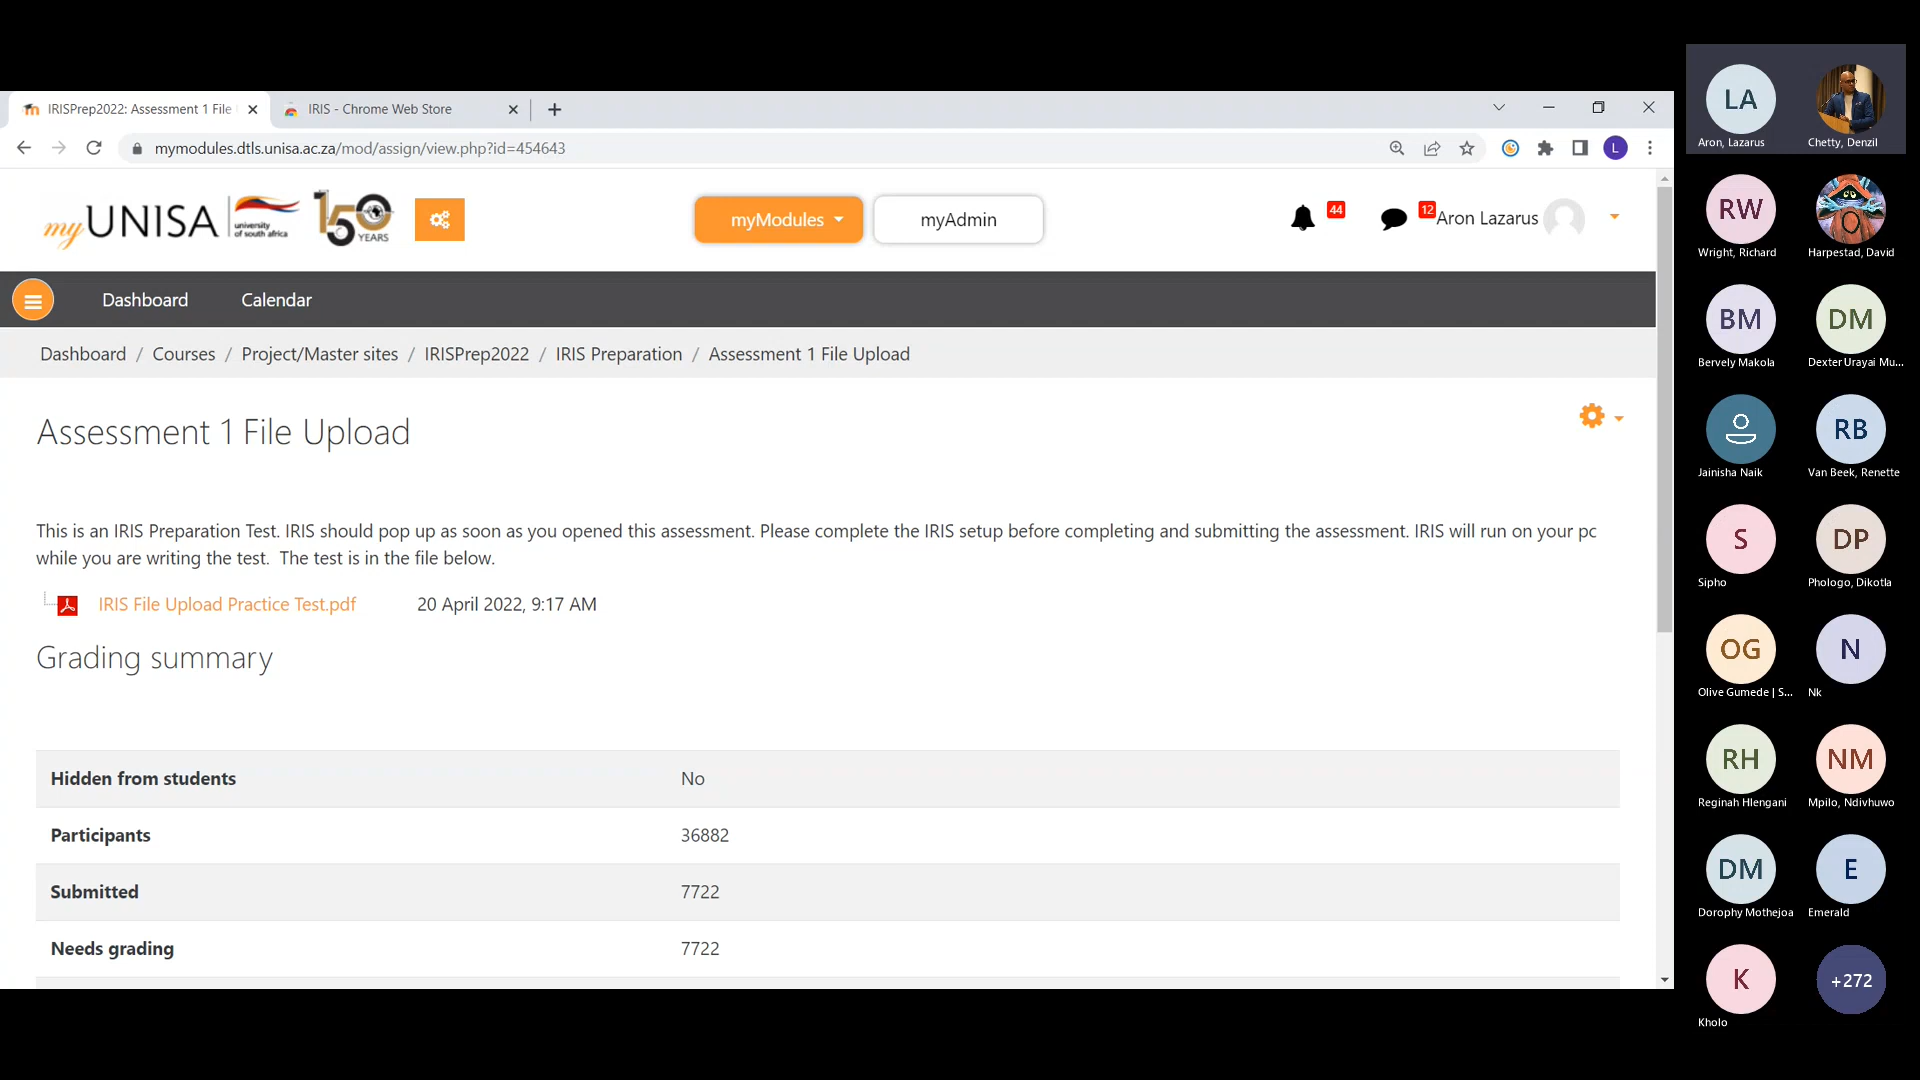 IRISPrep2022: Assessment 1 File
IRIS - Chrome Web Store
mymodules.dtls.unisa.ac.za/mod/assign/view.php?id=454643
L
myUNISA
university
of south africa
150
YEARS
myModules
myAdmin
44
12
Aron Lazarus
Dashboard
Calendar
Dashboard / Courses / Project/Master sites / IRISPrep2022 / IRIS Preparation / Assessment 1 File Upload
Assessment 1 File Upload
This is an IRIS Preparation Test. IRIS should pop up as soon as you opened this assessment. Please complete the IRIS setup before completing and submitting the assessment. IRIS will run on your pc
while you are writing the test. The test is in the file below.
IRIS File Upload Practice Test.pdf 20 April 2022, 9:17 AM
Grading summary
Hidden from students No
Participants 36882
Submitted 7722
Needs grading 7722
LA
Aron, Lazarus
Chetty, Denzil
RW
Wright, Richard
Harpestad, David
BM
Bervely Makola
DM
Dexter Urayai Mu...
Jainisha Naik
RB
Van Beek, Renette
S
Sipho
DP
Phologo, Dikotla
OG
Olive Gumede | S...
N
Nk
RH
Reginah Hlengani
NM
Mpilo, Ndivhuwo
DM
Dorophy Mothejoa
E
Emerald
K
Kholo
+272